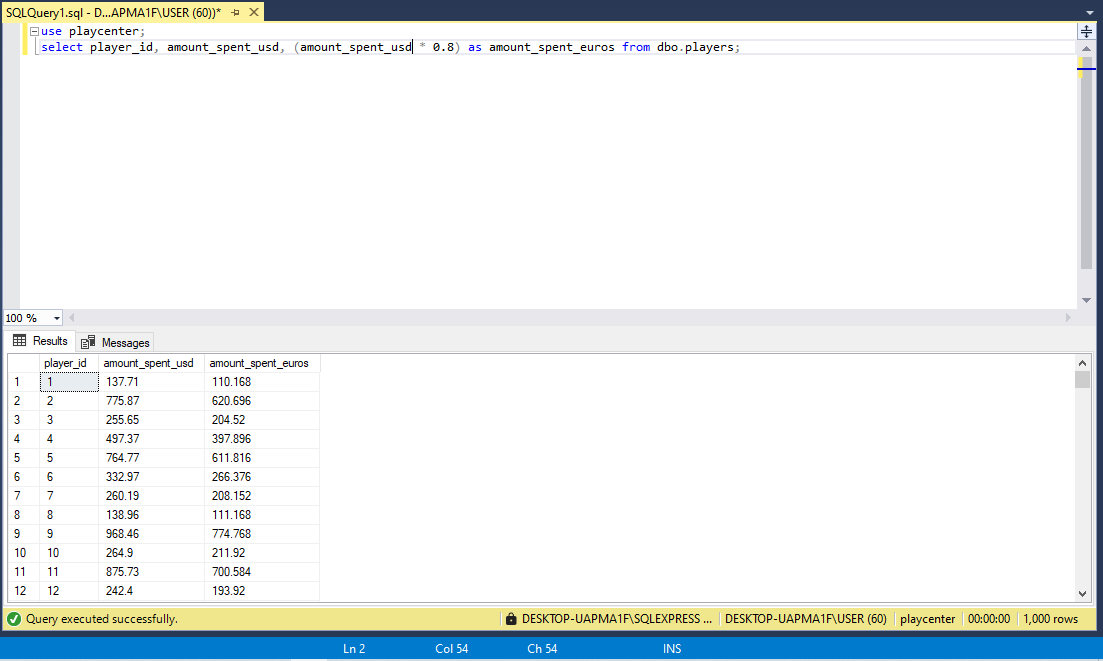 SQLQuery1.sql - D...APMA1F\USER (60))*
use playcenter;
select player_id, amount_spent_usd, (amount_spent_usd * 0.8) as amount_spent_euros from dbo.players;
100 %
Results Messages
player_id amount_spent_usd amount_spent_euros
1 1 137.71 110.168
2 2 775.87 620.696
3 3 255.65 204.52
4 4 497.37 397.896
5 5 764.77 611.816
6 6 332.97 266.376
7 7 260.19 208.152
8 8 138.96 111.168
9 9 968.46 774.768
10 10 264.9 211.92
11 11 875.73 700.584
12 12 242.4 193.92
Query executed successfully. DESKTOP-UAPMA1F\SQLEXPRESS ... DESKTOP-UAPMA1F\USER (60) playcenter 00:00:00 1,000 rows
Ln 2 Col 54 Ch 54 INS